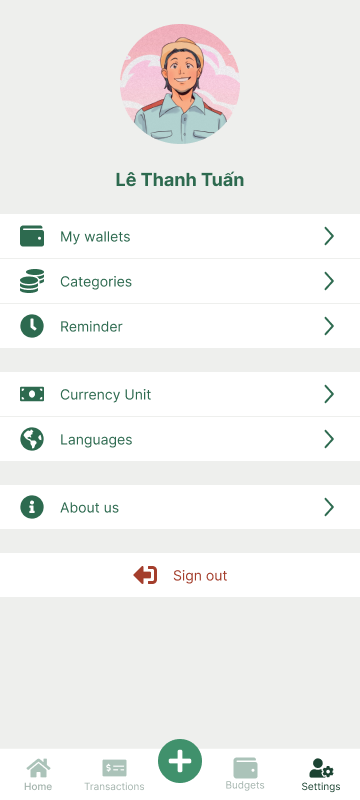 Lê Thanh Tuấn
My wallets
Categories
Reminder
Currency Unit
Languages
About us
Sign out
Home
Transactions
Budgets
Settings